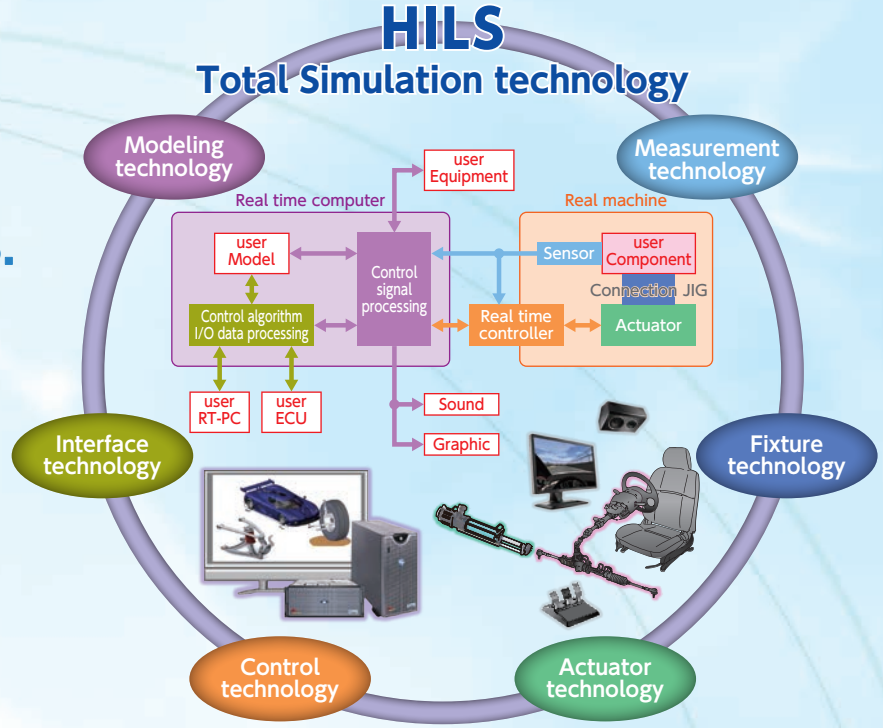 HILS
Total Simulation technology
Modeling
technology
Measurement
technology
user
Equipment
Real time computer
Real machine
user
Model
Control
signal
processing
Sensor
user
Component
Connection JIG
Control algorithm
I/O data processing
Real time
controller
Actuator
user
RT-PC
user
ECU
Sound
Graphic
Interface
technology
Fixture
technology
Control
technology
Actuator
technology